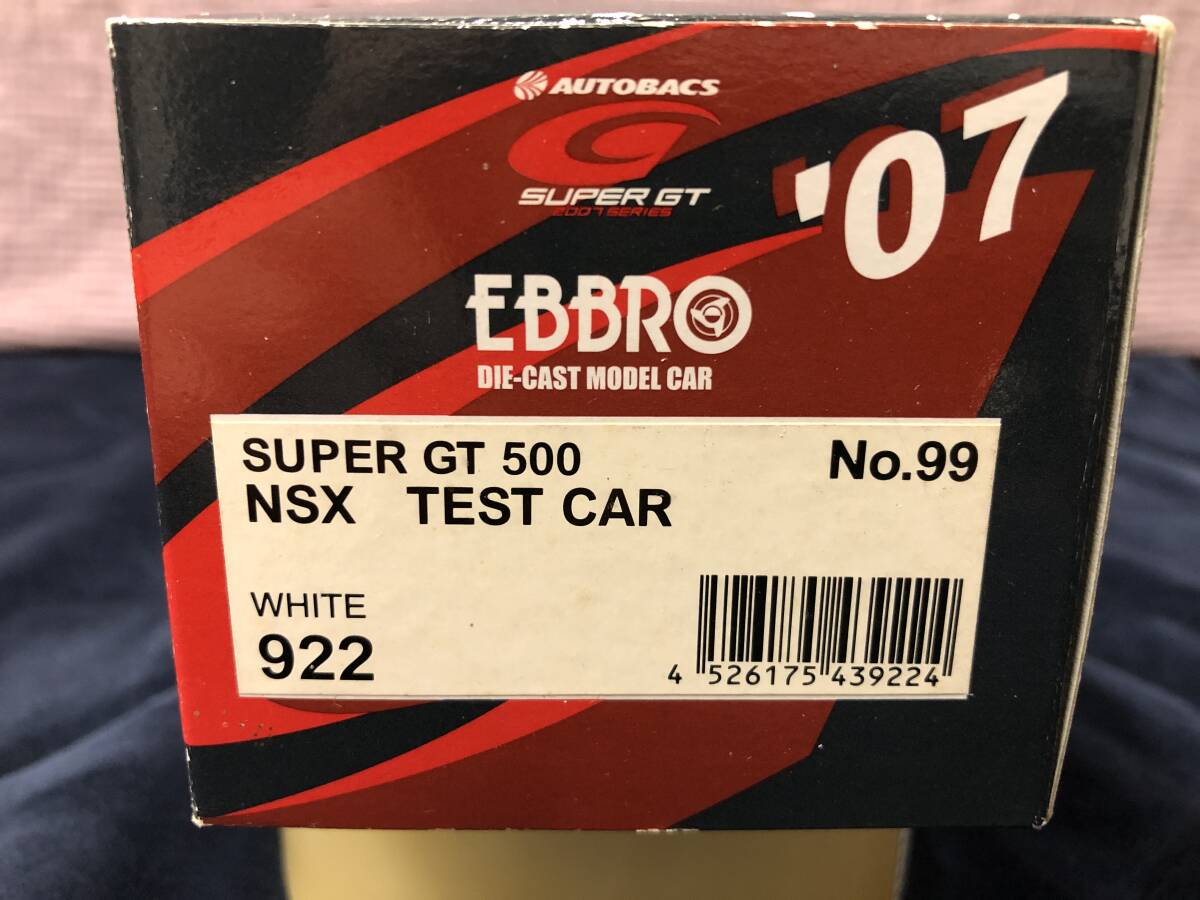 AUTOBACS
SUPER GT
2007 SERIES
'07
EBBRO
DIE-CAST MODEL CAR
SUPER GT 500 No.99
NSX TEST CAR
WHITE
922
4 526175 439224